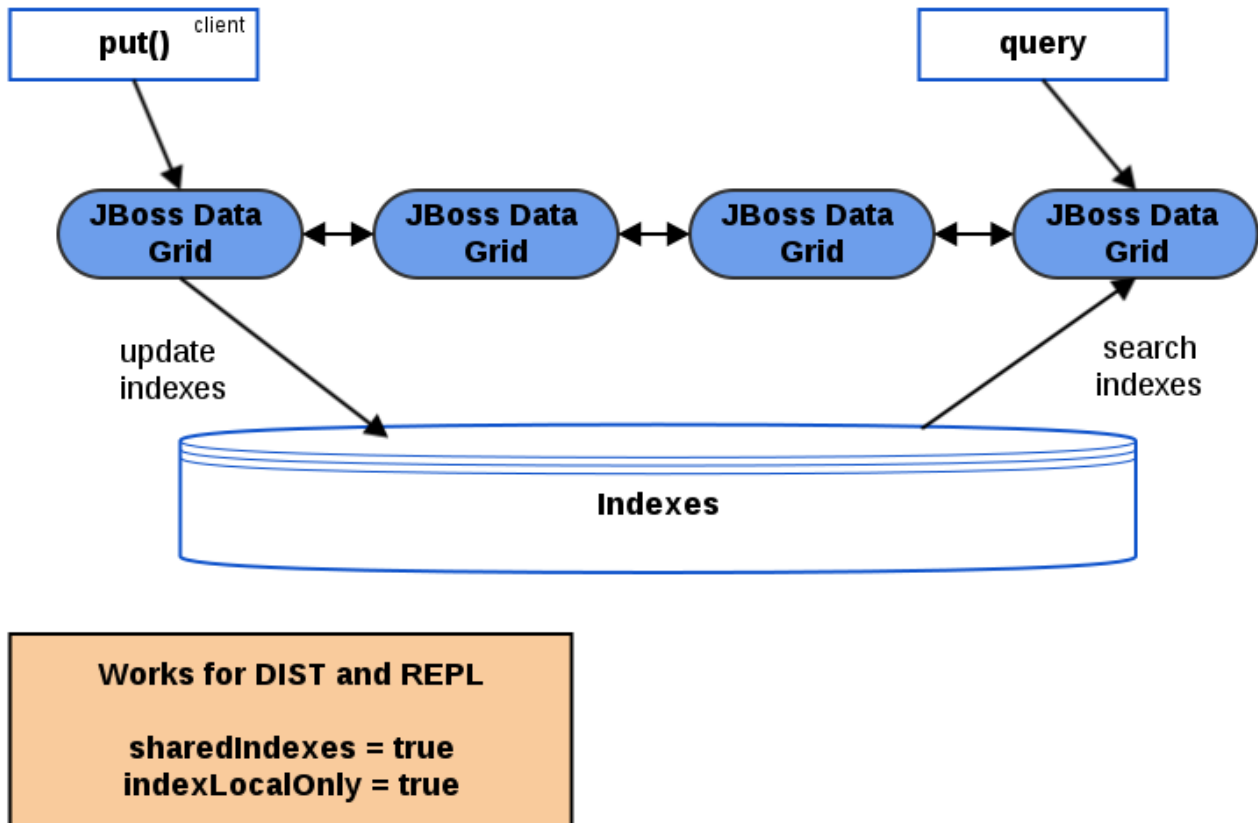 put()
client
query
JBoss Data
Grid
JBoss Data
Grid
JBoss Data
Grid
JBoss Data
Grid
update
indexes
search
indexes
Indexes
Works for DIST and REPL
sharedIndexes = true
indexLocalOnly = true